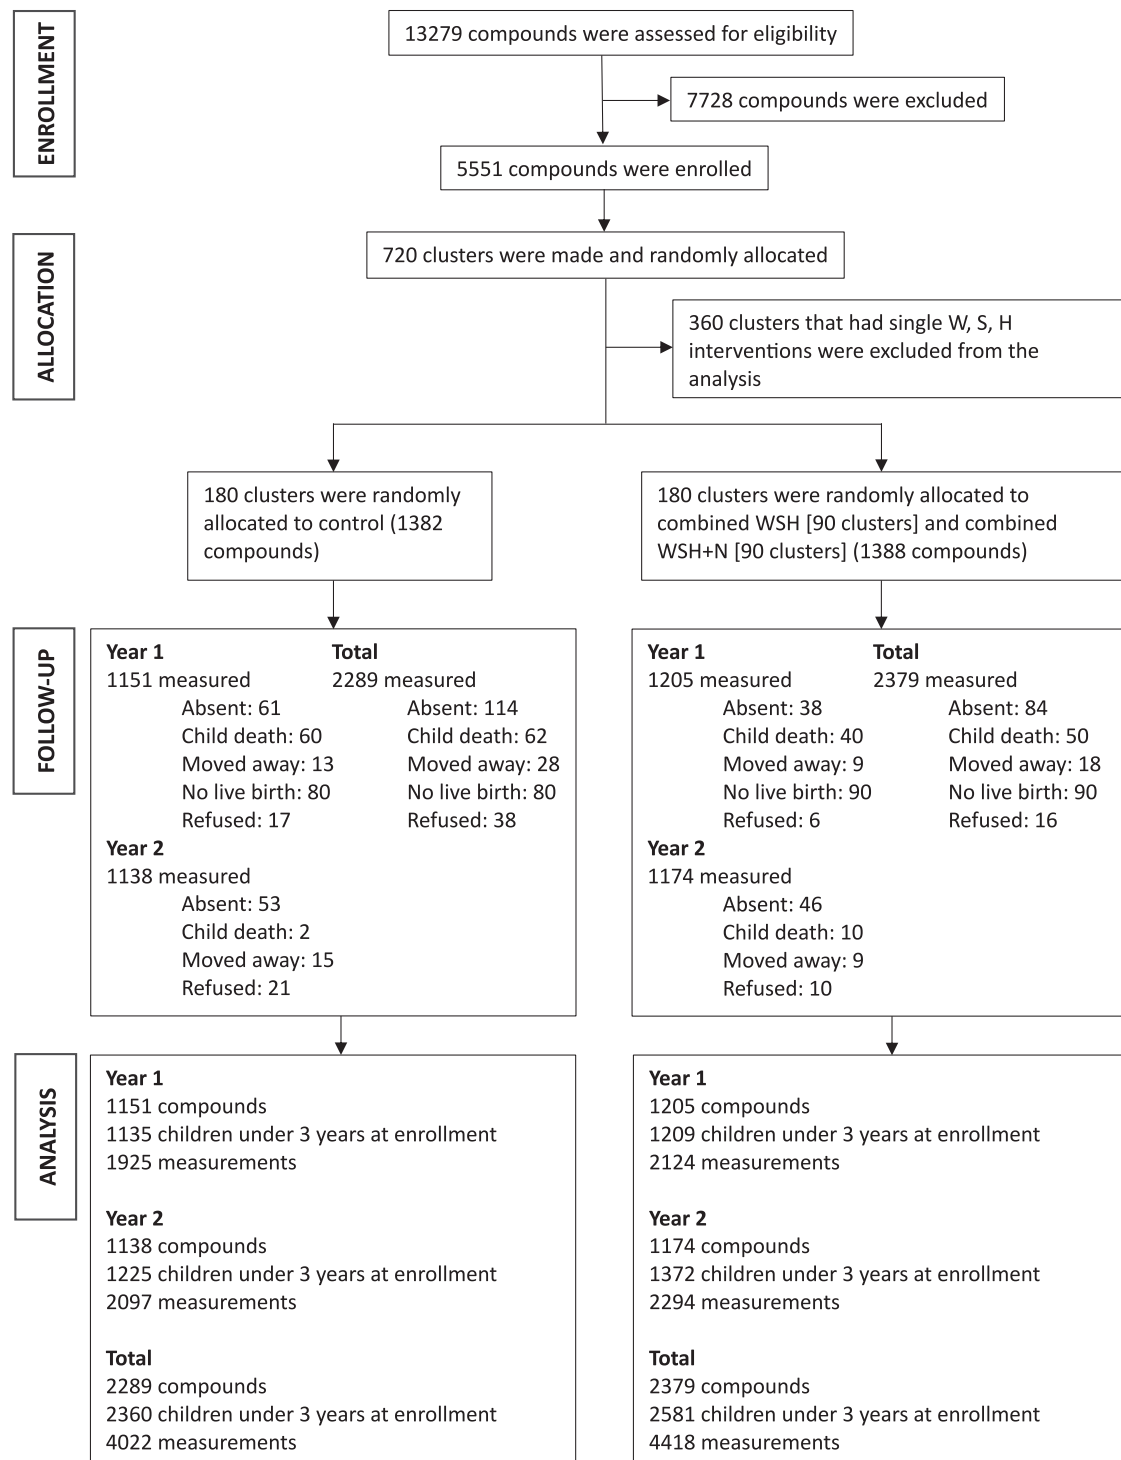 ENROLLMENT
13279 compounds were assessed for eligibility
7728 compounds were excluded
5551 compounds were enrolled
ALLOCATION
720 clusters were made and randomly allocated
360 clusters that had single W, S, H
interventions were excluded from the
analysis
180 clusters were randomly
allocated to control (1382
compounds)
180 clusters were randomly allocated to
combined WSH [90 clusters] and combined
WSH+N [90 clusters] (1388 compounds)
FOLLOW-UP
Year 1
1151 measured
Absent: 61
Child death: 60
Moved away: 13
No live birth: 80
Refused: 17
Total
2289 measured
Absent: 114
Child death: 62
Moved away: 28
No live birth: 80
Refused: 38
Year 2
1138 measured
Absent: 53
Child death: 2
Moved away: 15
Refused: 21
Year 1
1205 measured
Absent: 38
Child death: 40
Moved away: 9
No live birth: 90
Refused: 6
Total
2379 measured
Absent: 84
Child death: 50
Moved away: 18
No live birth: 90
Refused: 16
Year 2
1174 measured
Absent: 46
Child death: 10
Moved away: 9
Refused: 10
ANALYSIS
Year 1
1151 compounds
1135 children under 3 years at enrollment
1925 measurements
Year 2
1138 compounds
1225 children under 3 years at enrollment
2097 measurements
Total
2289 compounds
2360 children under 3 years at enrollment
4022 measurements
Year 1
1205 compounds
1209 children under 3 years at enrollment
2124 measurements
Year 2
1174 compounds
1372 children under 3 years at enrollment
2294 measurements
Total
2379 compounds
2581 children under 3 years at enrollment
4418 measurements